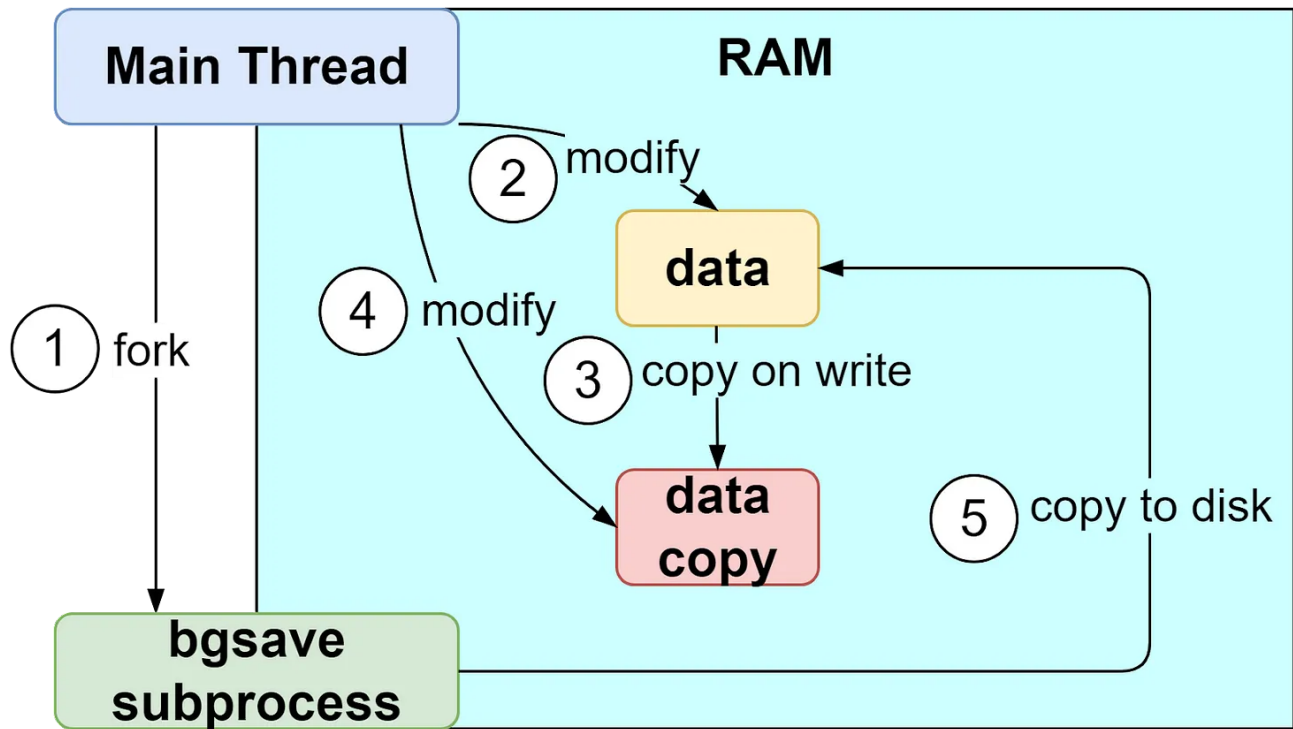 Main Thread
RAM
2
modify
data
4
modify
1
fork
3
copy on write
data
copy
5
copy to disk
bgsave
subprocess